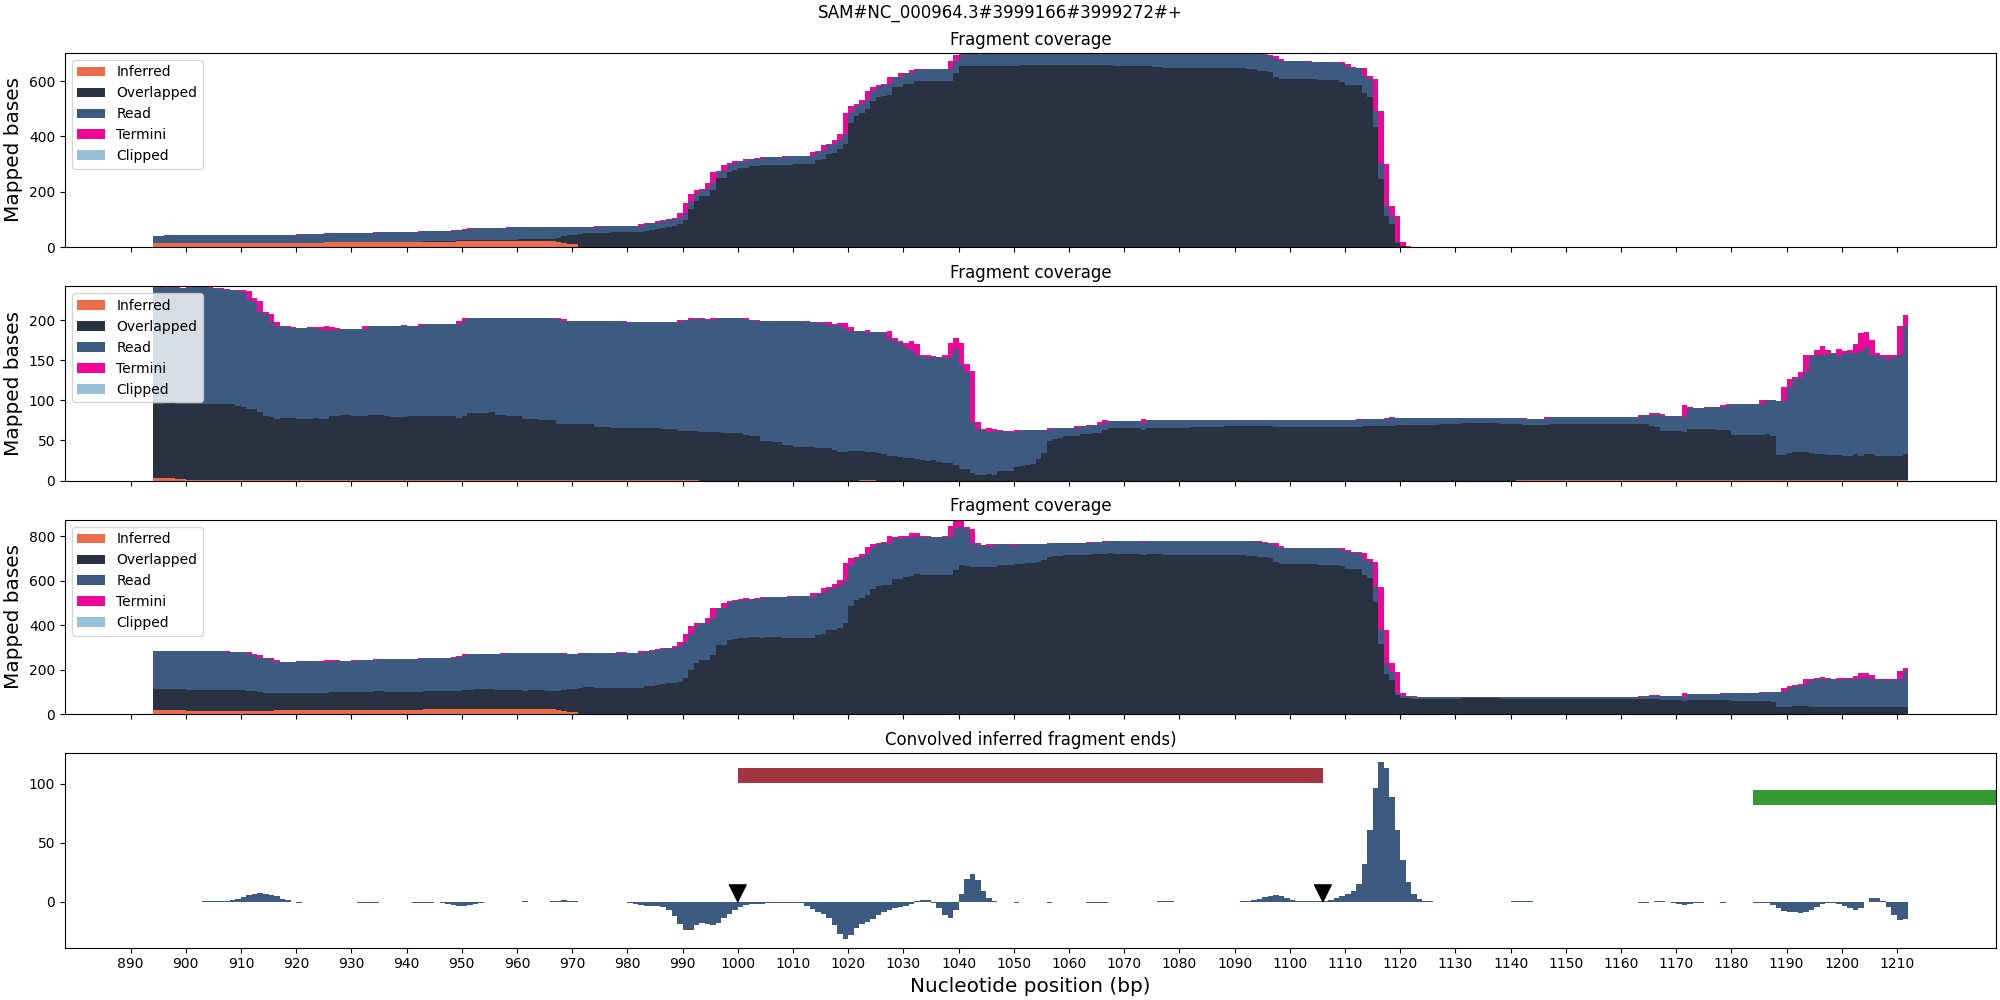 SAM#NC_000964.3#3999166#3999272#+
Fragment coverage
Mapped bases
600
400
200
0
Inferred
Overlapped
Read
Termini
Clipped
Fragment coverage
Mapped bases
200
150
100
50
0
Inferred
Overlapped
Read
Termini
Clipped
Fragment coverage
Mapped bases
800
600
400
200
0
Inferred
Overlapped
Read
Termini
Clipped
Convolved inferred fragment ends)
100
50
0
890 900 910 920 930 940 950 960 970 980 990 1000 1010 1020 1030 1040 1050 1060 1070 1080 1090 1100 1110 1120 1130 1140 1150 1160 1170 1180 1190 1200 1210
Nucleotide position (bp)